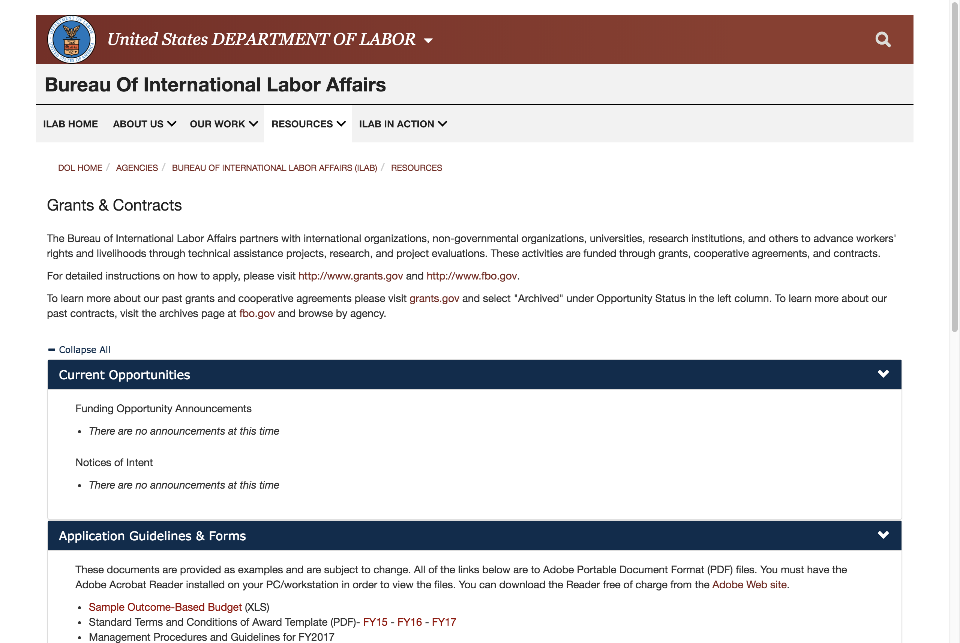 United States DEPARTMENT OF LABOR
Bureau Of International Labor Affairs
ILAB HOME ABOUT US OUR WORK RESOURCES ILAB IN ACTION
DOL HOME / AGENCIES / BUREAU OF INTERNATIONAL LABOR AFFAIRS (ILAB) / RESOURCES
Grants & Contracts
The Bureau of International Labor Affairs partners with international organizations, non-governmental organizations, universities, research institutions, and others to advance workers'
rights and livelihoods through technical assistance projects, research, and project evaluations. These activities are funded through grants, cooperative agreements, and contracts.
For detailed instructions on how to apply, please visit http://www.grants.gov and http://www.fbo.gov.
To learn more about our past grants and cooperative agreements please visit grants.gov and select "Archived" under Opportunity Status in the left column. To learn more about our
past contracts, visit the archives page at fbo.gov and browse by agency.
Collapse All
Current Opportunities
Funding Opportunity Announcements
• There are no announcements at this time
Notices of Intent
• There are no announcements at this time
Application Guidelines & Forms
These documents are provided as examples and are subject to change. All of the links below are to Adobe Portable Document Format (PDF) files. You must have the
Adobe Acrobat Reader installed on your PC/workstation in order to view the files. You can download the Reader free of charge from the Adobe Web site.
• Sample Outcome-Based Budget (XLS)
• Standard Terms and Conditions of Award Template (PDF)- FY15 - FY16 - FY17
• Management Procedures and Guidelines for FY2017